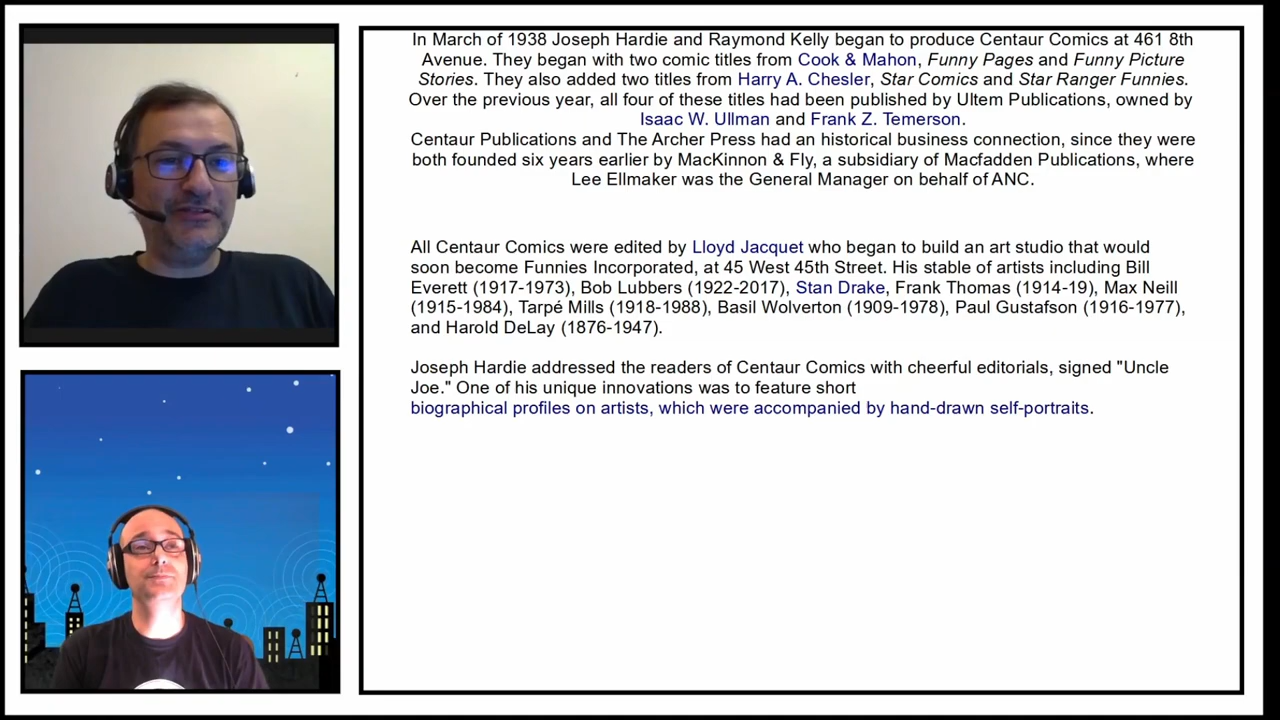 In March of 1938 Joseph Hardie and Raymond Kelly began to produce Centaur Comics at 461 8th
Avenue. They began with two comic titles from Cook & Mahon, Funny Pages and Funny Picture
Stories. They also added two titles from Harry A. Chesler, Star Comics and Star Ranger Funnies.
Over the previous year, all four of these titles had been published by Ultem Publications, owned by
Isaac W. Ullman and Frank Z. Temerson.
Centaur Publications and The Archer Press had an historical business connection, since they were
both founded six years earlier by MacKinnon & Fly, a subsidiary of Macfadden Publications, where
Lee Ellmaker was the General Manager on behalf of ANC.
All Centaur Comics were edited by Lloyd Jacquet who began to build an art studio that would
soon become Funnies Incorporated, at 45 West 45th Street. His stable of artists including Bill
Everett (1917-1973), Bob Lubbers (1922-2017), Stan Drake, Frank Thomas (1914-19), Max Neill
(1915-1984), Tarpé Mills (1918-1988), Basil Wolverton (1909-1978), Paul Gustafson (1916-1977),
and Harold DeLay (1876-1947).
Joseph Hardie addressed the readers of Centaur Comics with cheerful editorials, signed "Uncle
Joe." One of his unique innovations was to feature short
biographical profiles on artists, which were accompanied by hand-drawn self-portraits.